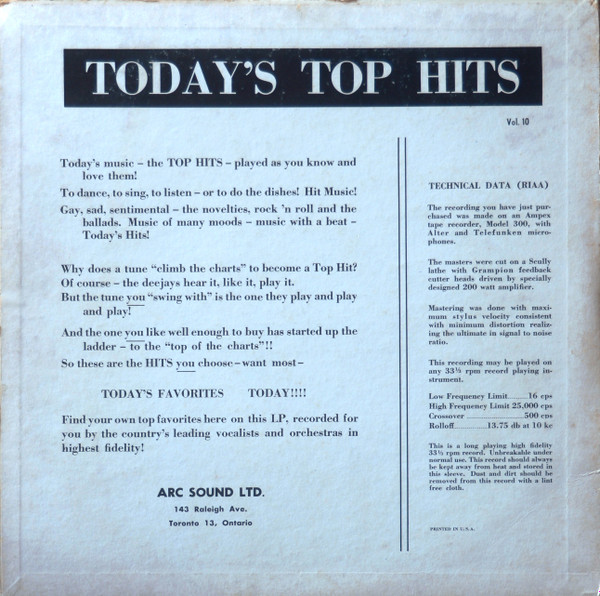 TODAY'S TOP HITS
Vol. 10
Today's music – the TOP HITS – played as you know and
love them!
To dance, to sing, to listen – or to do the dishes! Hit Music!
Gay, sad, sentimental – the novelties, rock 'n roll and the
ballads. Music of many moods – music with a beat –
Today's Hits!
Why does a tune "climb the charts" to become a Top Hit?
Of course – the deejays hear it, like it, play it.
But the tune you "swing with" is the one they play and play
and play!
And the one you like well enough to buy has started up the
ladder – to the "top of the charts"!!
So these are the HITS you choose – want most –
TODAY'S FAVORITES TODAY!!!!
Find your own top favorites here on this LP, recorded for
you by the country's leading vocalists and orchestras in
highest fidelity!
ARC SOUND LTD.
143 Raleigh Ave.
Toronto 13, Ontario
TECHNICAL DATA (RIAA)
The recording you have just pur-
chased was made on an Ampex
tape recorder, Model 300, with
Alter and Telefunken micro-
phones.
The masters were cut on a Scully
lathe with Grampion feedback
cutter heads driven by specially
designed 200 watt amplifier.
Mastering was done with maxi-
mum stylus velocity consistent
with minimum distortion realiz-
ing the ultimate in signal to noise
ratio.
This recording may be played on
any 33⅓ rpm record playing in-
strument.
Low Frequency Limit........16 cps
High Frequency Limit 25,000 cps
Crossover ....................500 cps
Rolloff..............13.75 db at 10 kc
This is a long playing high fidelity
33⅓ rpm record. Unbreakable under
normal use. This record should always
be kept away from heat and stored in
this sleeve. Dust and dirt should be
removed from this record with a lint
free cloth.
PRINTED IN U.S.A.